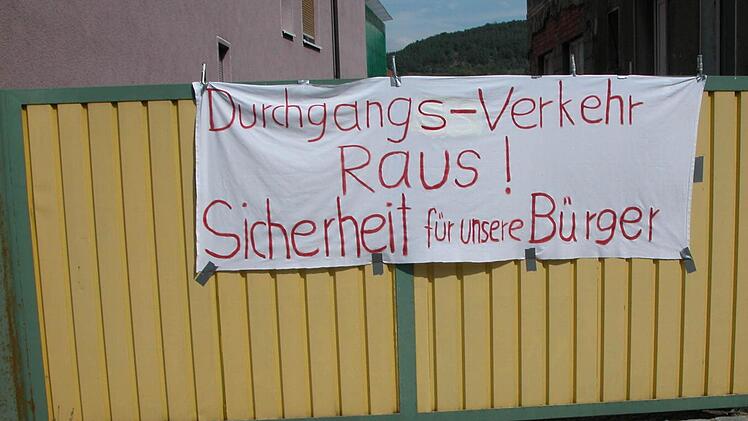 Durchgangs-Verkehr
Raus!
Sicherheit für unsere Bürger